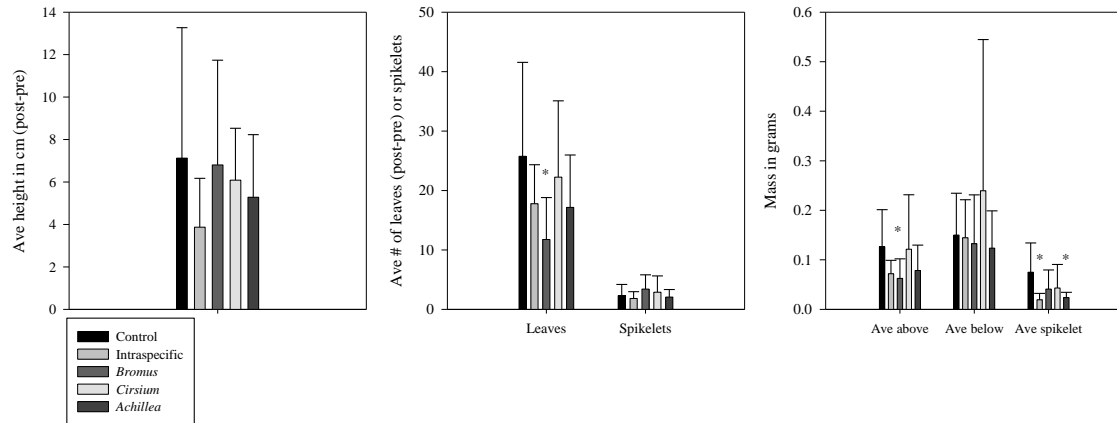 Ave height in cm (post-pre)
14
12
10
8
6
4
2
0
Control
Intraspecific
Bromus
Cirsium
Achillea
Ave # of leaves (post-pre) or spikelets
50
40
30
20
10
0
*
Leaves
Spikelets
Mass in grams
0.6
0.5
0.4
0.3
0.2
0.1
0.0
*
*
*
Ave above
Ave below
Ave spikelet